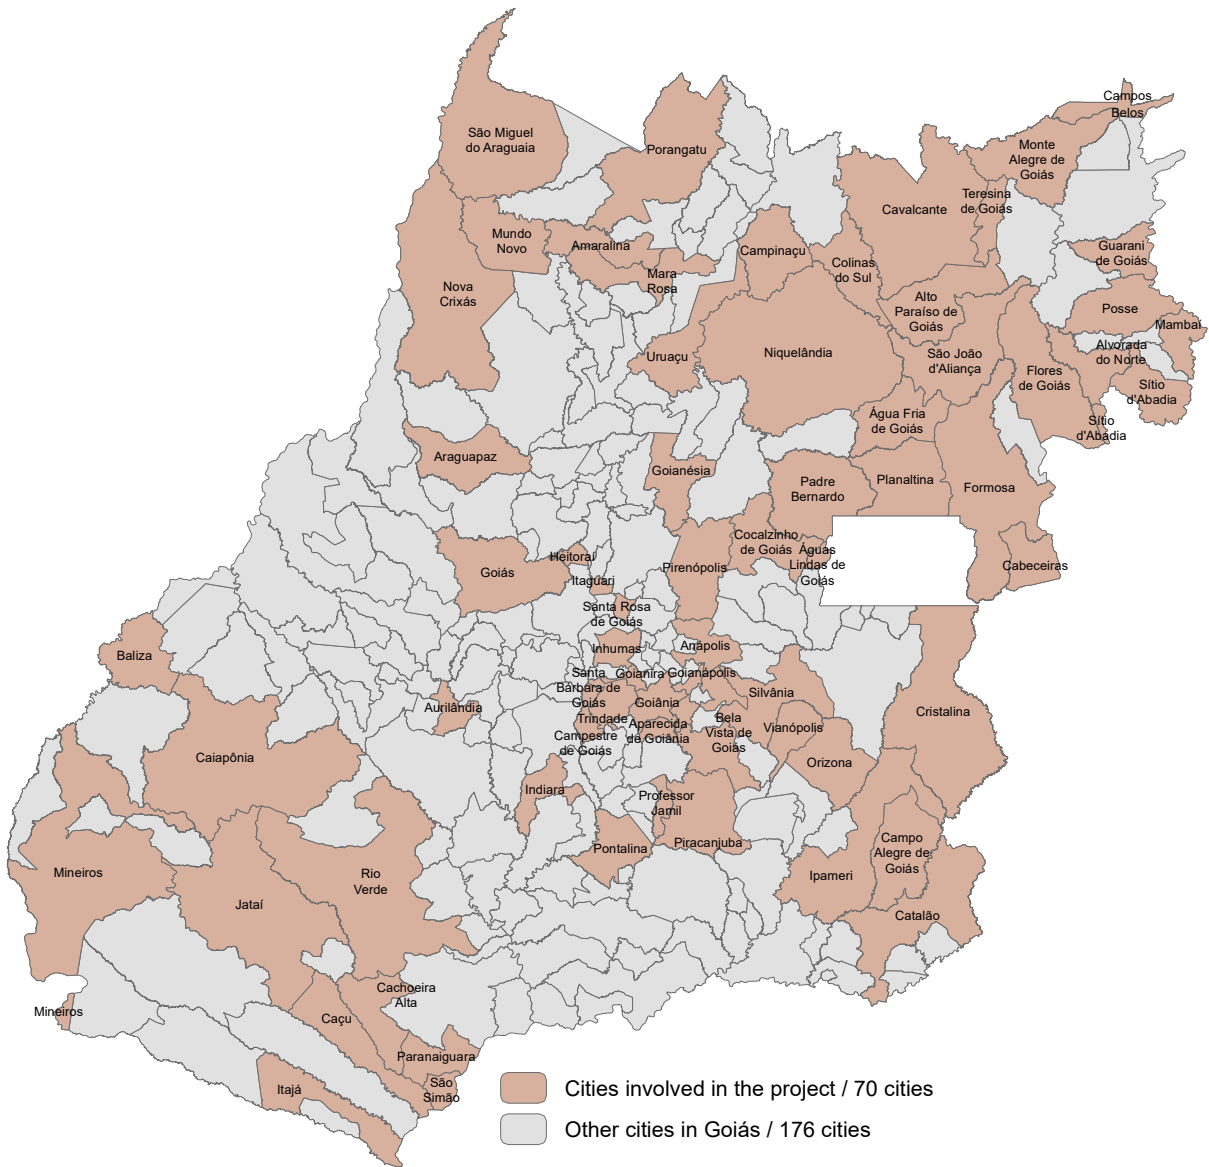 Campos
Belos
São Miguel
do Araguaia
Porangatu
Monte
Alegre de
Goiás
Teresina
de Goiás
Cavalcante
Mundo
Novo
Amaralina
Campinaçu
Guarani
de Goiás
Colinas
do Sul
Mara
Rosa
Nova
Crixás
Alto
Paraíso de
Goiás
Posse
Mambaí
Uruaçu
Niquelândia
São João
d'Aliança
Alvorada
do Norte
Flores
de Goiás
Sítio
d'Abadia
Água Fria
de Goiás
Sítio
d'Abadia
Araguapaz
Goianésia
Padre
Bernardo
Planaltina
Formosa
Cocalzinho
de Goiás
Águas
Lindas de
Goiás
Heitoraí
Goiás
Itaguari
Pirenópolis
Cabeceiras
Santa Rosa
de Goiás
Baliza
Inhumas
Anápolis
Santa
Bárbara de
Goiás
Goianira
Goianápolis
Silvânia
Goiânia
Aurilândia
Trindade
Aparecida
de Goiânia
Bela
Vista de
Goiás
Vianópolis
Cristalina
Campestre
de Goiás
Caiapônia
Orizona
Indiara
Professor
Jamil
Piracanjuba
Pontalina
Campo
Alegre de
Goiás
Mineiros
Rio
Verde
Ipameri
Jataí
Catalão
Cachoeira
Alta
Mineiros
Caçu
Paranaiguara
São
Simão
Itajá
Cities involved in the project / 70 cities
Other cities in Goiás / 176 cities